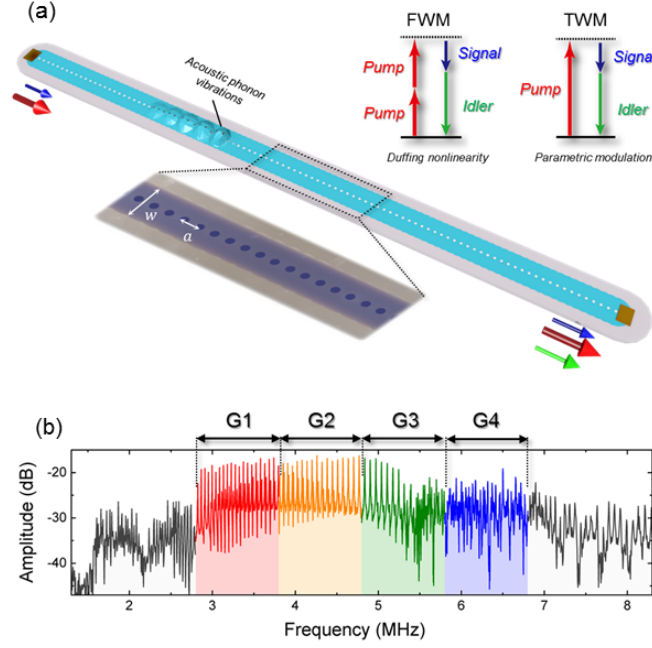 (a)
FWM
TWM
Signal
Signal
Pump
Pump
Pump
Idler
Idler
Duffing nonlinearity
Parametric modulation
Acoustic phonon
vibrations
w
a
(b)
G1
G2
G3
G4
-20
-30
-40
Amplitude (dB)
2
3
4
5
6
7
8
Frequency (MHz)